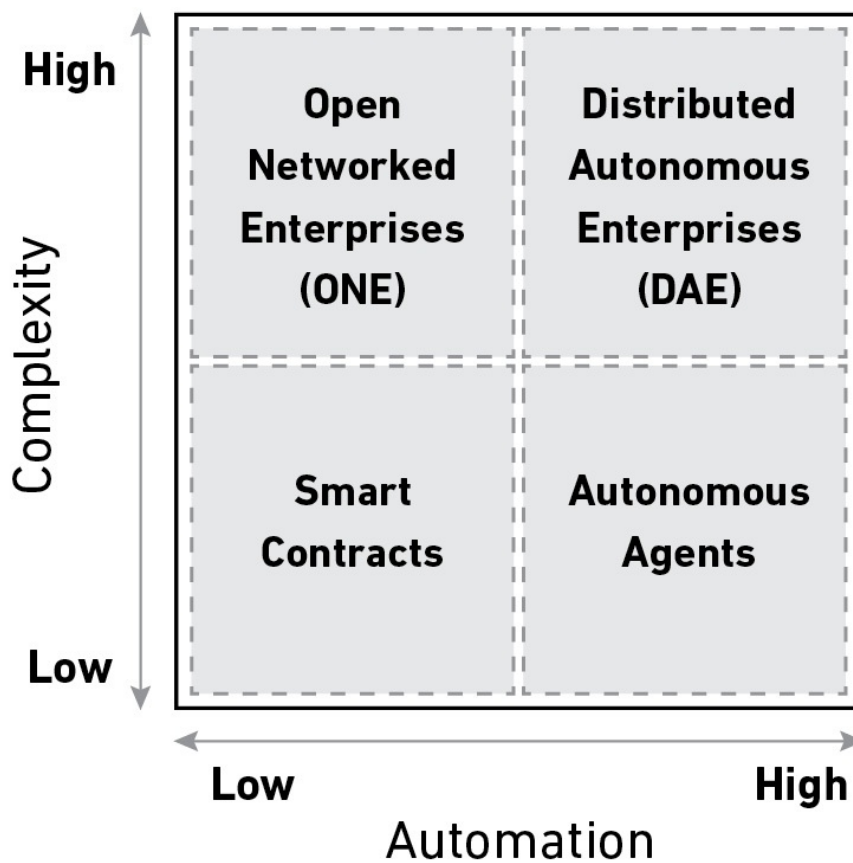 High
Complexity
Low
Open
Networked
Enterprises
(ONE)
Distributed
Autonomous
Enterprises
(DAE)
Smart
Contracts
Autonomous
Agents
Low
High
Automation